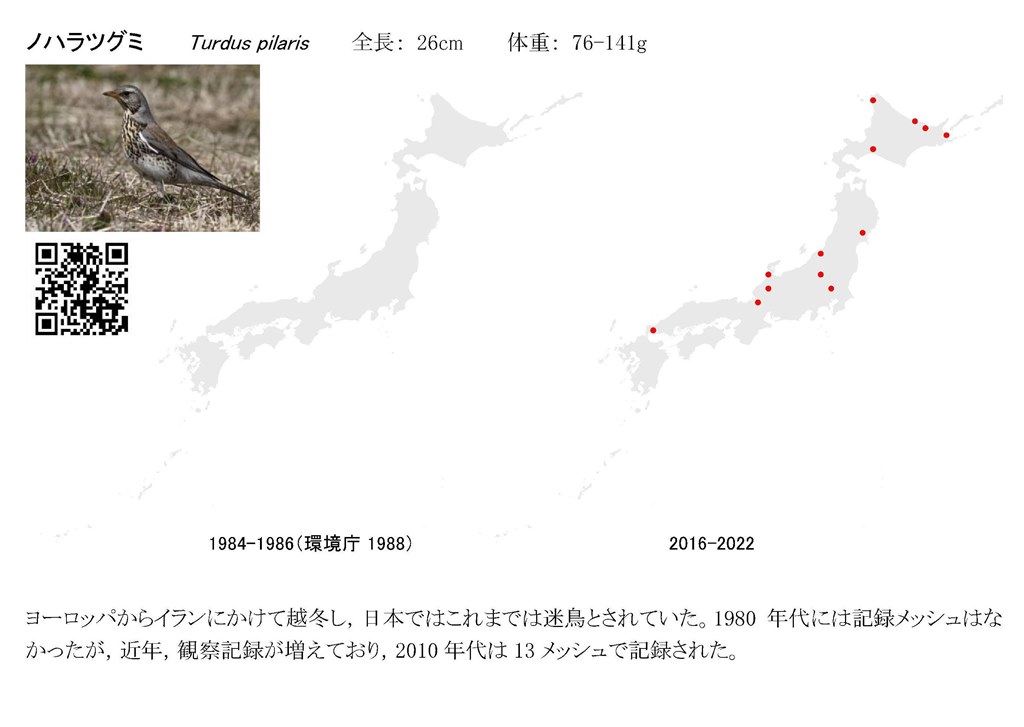 ノハラツグミ Turdus pilaris 全長： 26cm 体重： 76-141g
1984-1986（環境庁 1988）
2016-2022
ヨーロッパからイランにかけて越冬し，日本ではこれまでは迷鳥とされていた。1980 年代には記録メッシュはな
かったが，近年，観察記録が増えており，2010 年代は 13 メッシュで記録された。